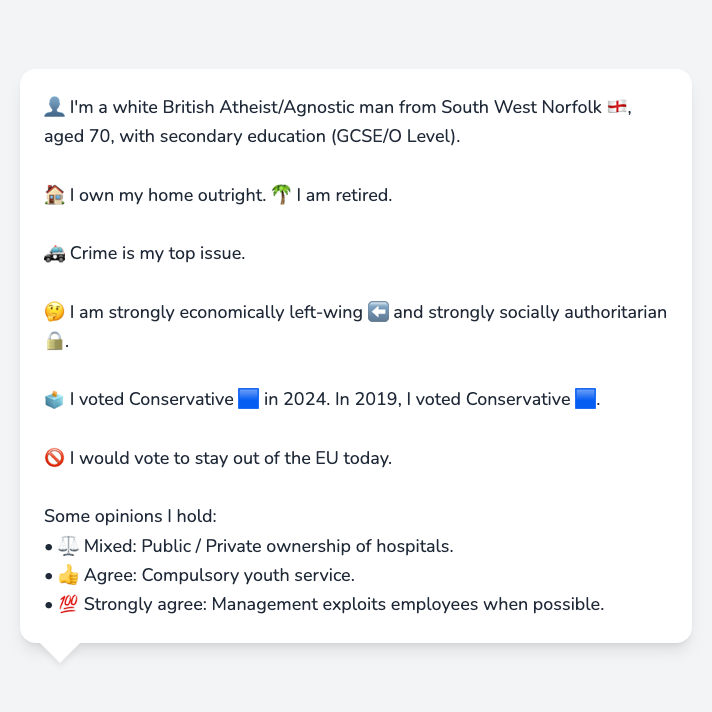 👤 I'm a white British Atheist/Agnostic man from South West Norfolk 🏴󠁧󠁢󠁥󠁮󠁧󠁿,
aged 70, with secondary education (GCSE/O Level).
🏠 I own my home outright. 🌴 I am retired.
🚓 Crime is my top issue.
🤔 I am strongly economically left-wing ⬅️ and strongly socially authoritarian
🔒.
🗳️ I voted Conservative 🟦 in 2024. In 2019, I voted Conservative 🟦.
🚫 I would vote to stay out of the EU today.
Some opinions I hold:
• ⚖️ Mixed: Public / Private ownership of hospitals.
• 👍 Agree: Compulsory youth service.
• 💯 Strongly agree: Management exploits employees when possible.